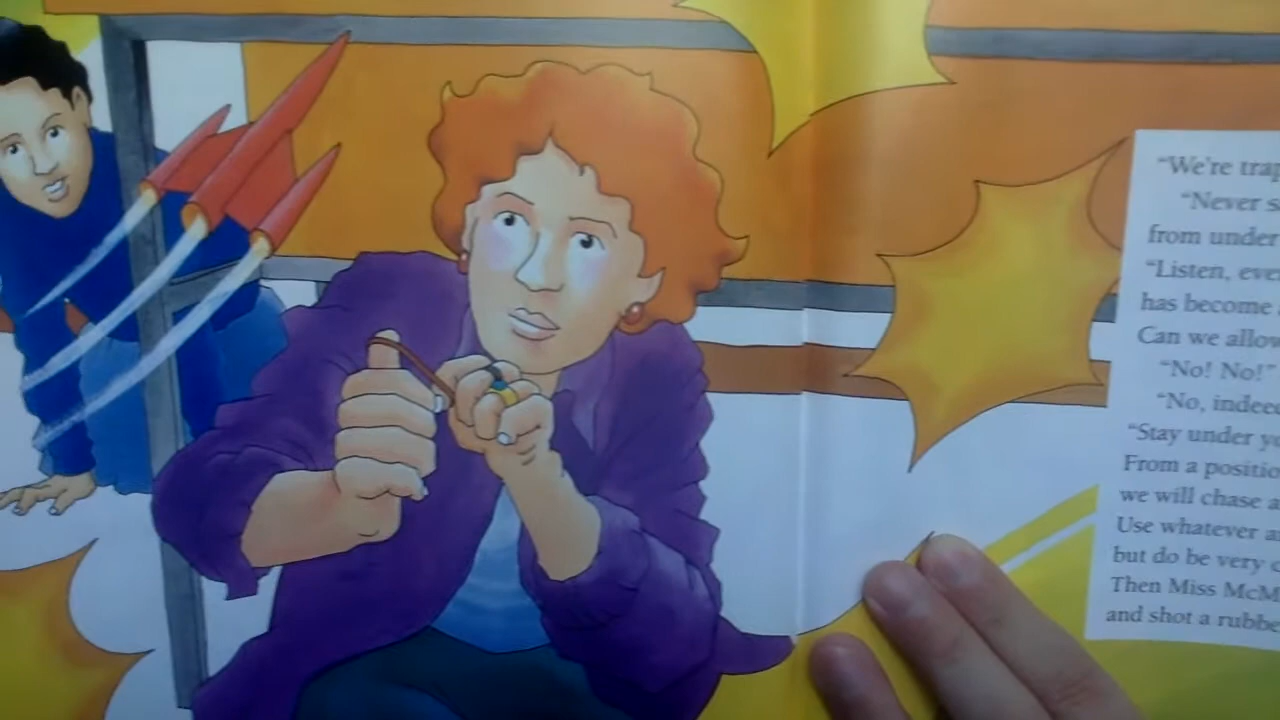 “We're trap
“Never s
from under
“Listen, eve
has become
Can we allow
“No! No!”
“No, indeed
“Stay under yo
From a positio
we will chase a
Use whatever a
but do be very c
Then Miss McM
and shot a rubbe